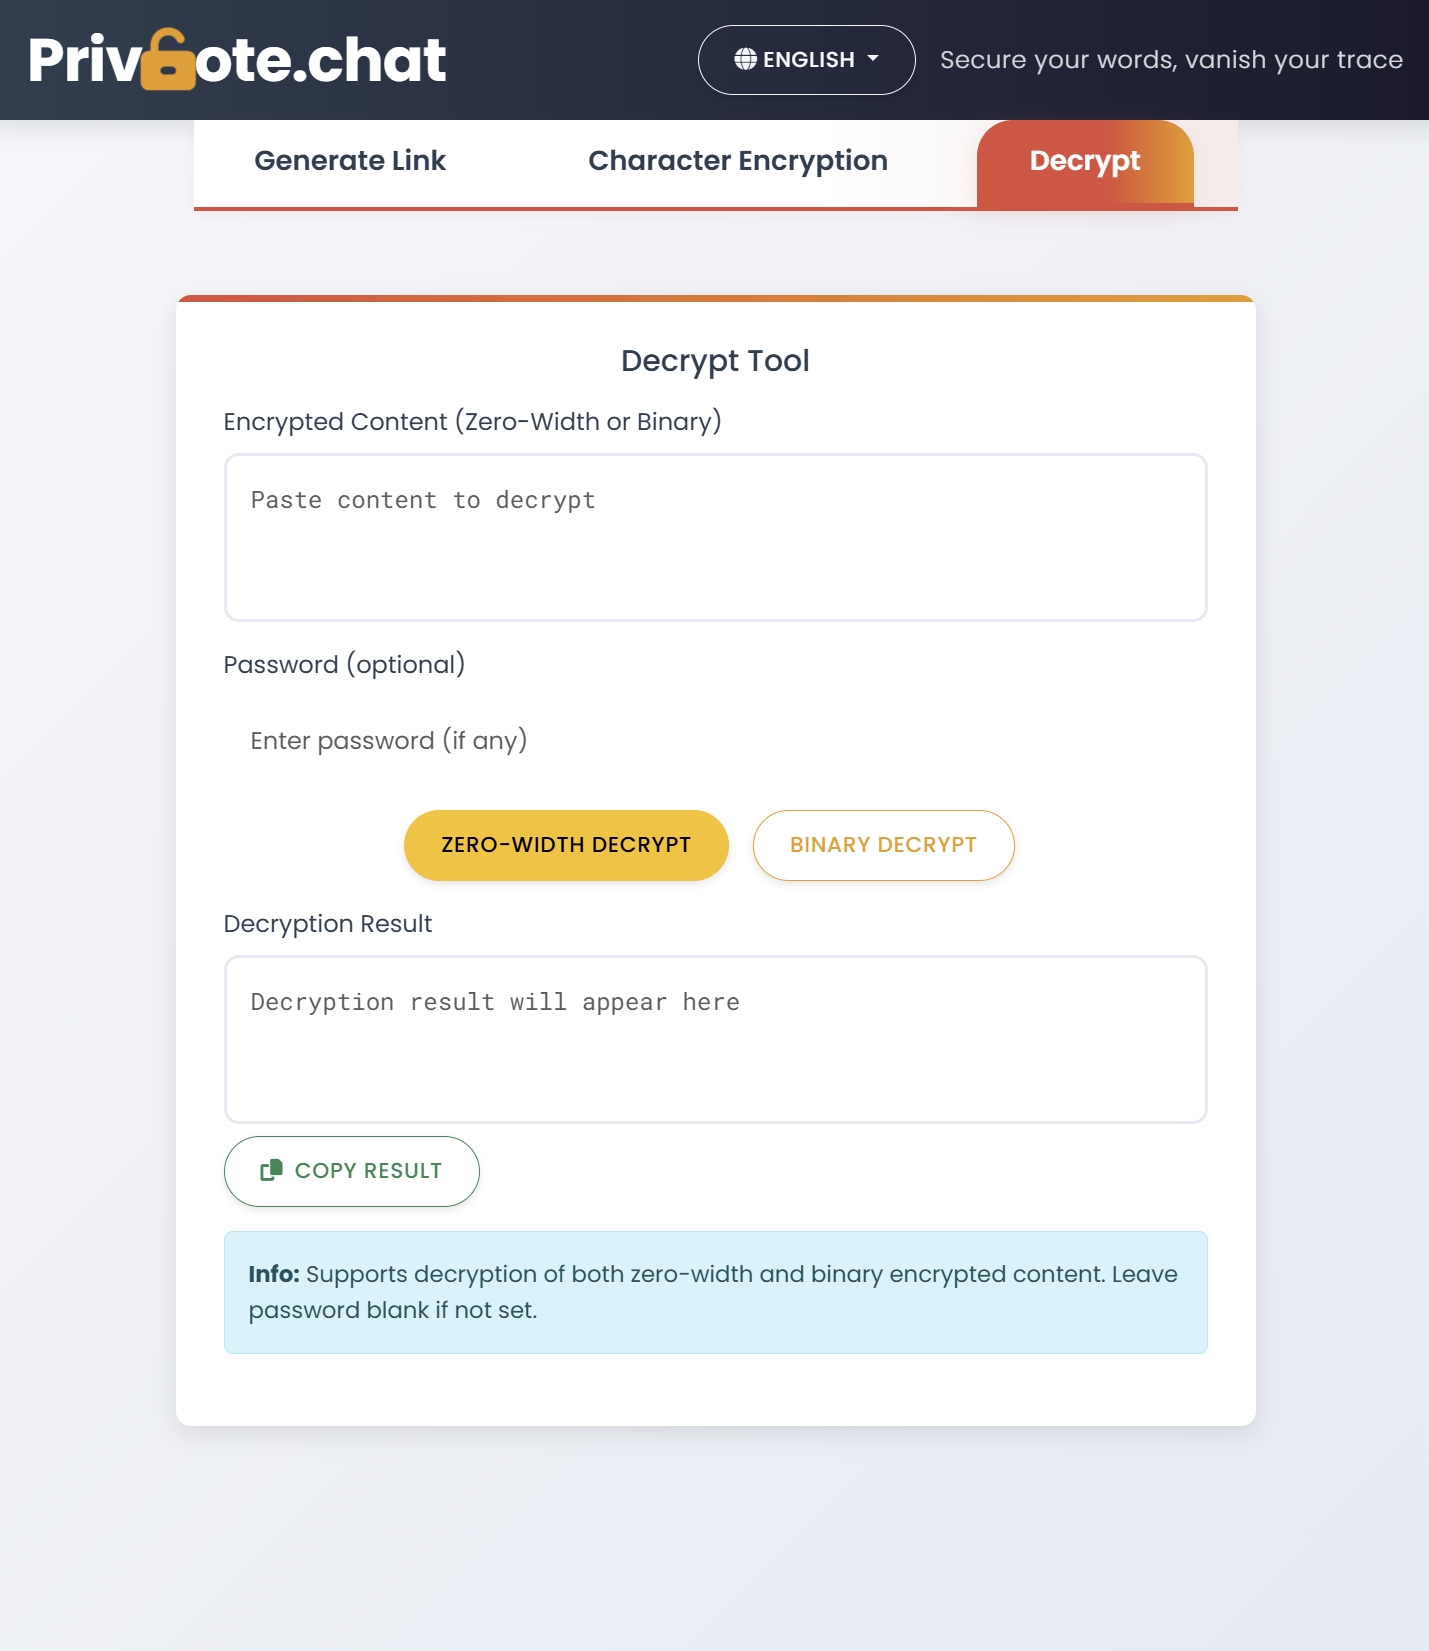 Privote.chat
ENGLISH
Secure your words, vanish your trace
Generate Link
Character Encryption
Decrypt
Decrypt Tool
Encrypted Content (Zero-Width or Binary)
Paste content to decrypt
Password (optional)
Enter password (if any)
ZERO-WIDTH DECRYPT
BINARY DECRYPT
Decryption Result
Decryption result will appear here
COPY RESULT
Info: Supports decryption of both zero-width and binary encrypted content. Leave
password blank if not set.